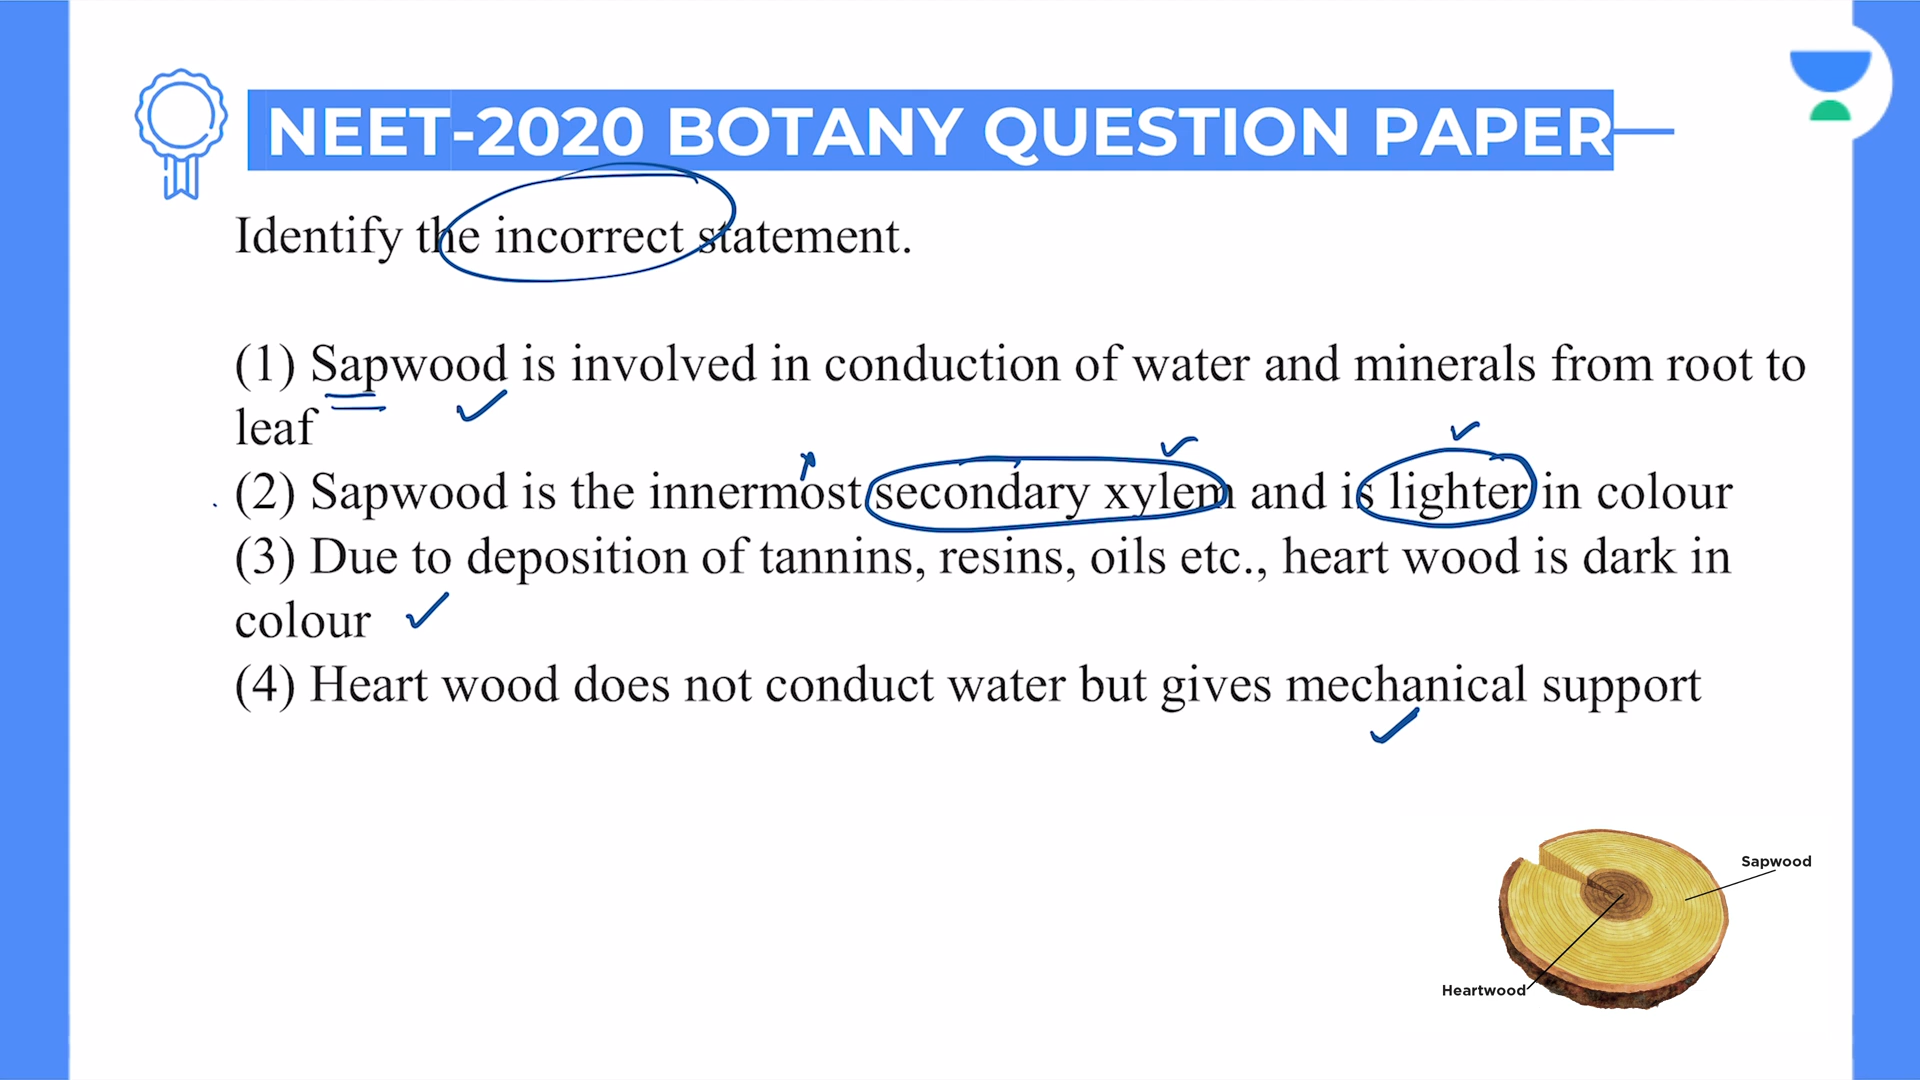 NEET-2020 BOTANY QUESTION PAPER
Identify the incorrect statement.
(1) Sapwood is involved in conduction of water and minerals from root to
leaf
(2) Sapwood is the innermost secondary xylem and is lighter in colour
(3) Due to deposition of tannins, resins, oils etc., heart wood is dark in
colour
(4) Heart wood does not conduct water but gives mechanical support
Sapwood
Heartwood